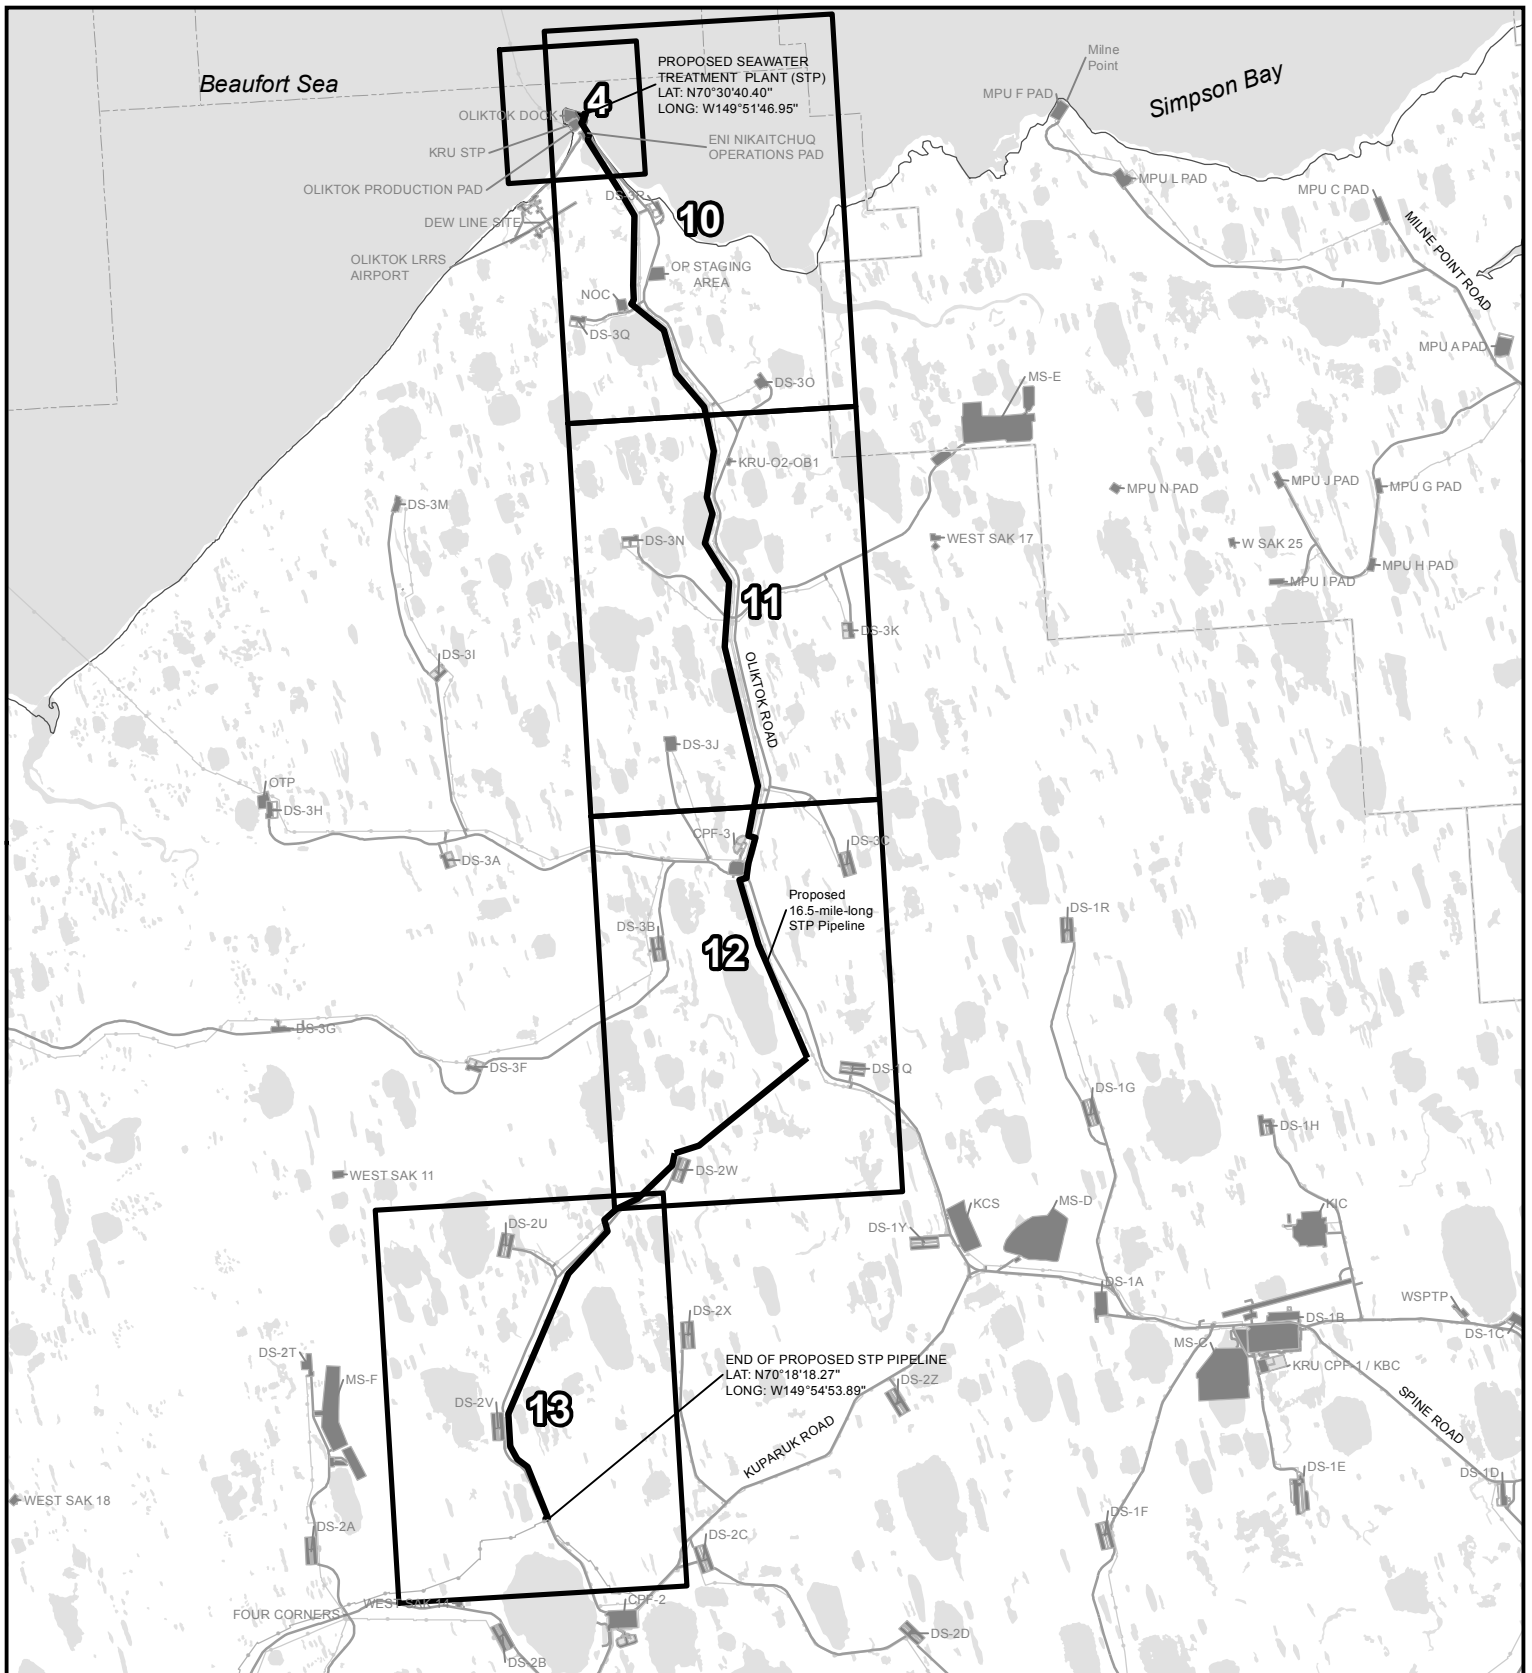 Beaufort Sea
PROPOSED SEAWATER
TREATMENT PLANT (STP)
LAT: N70°30'40.40"
LONG: W149°51'46.95"
Milne
Point
Simpson Bay
MPU F PAD
4
OLIKTOK DOCK
KRU STP
ENI NIKAITCHUQ
OPERATIONS PAD
OLIKTOK PRODUCTION PAD
MPU L PAD
MPU C PAD
DS-3R
10
DEW LINE SITE
MILNE POINT ROAD
OLIKTOK LRRS
AIRPORT
OP STAGING
AREA
NOC
DS-3Q
MPU A PAD
DS-3O
MS-E
KRU-O2-OB1
MPU N PAD
MPU J PAD
MPU G PAD
DS-3M
DS-3N
WEST SAK 17
W SAK 25
MPU H PAD
MPU I PAD
11
DS-3K
DS-3I
OLIKTOK ROAD
DS-3J
OTP
DS-3H
CPF-3
DS-3C
DS-3A
Proposed
16.5-mile-long
STP Pipeline
DS-1R
DS-3B
12
DS-3G
DS-3F
DS-1Q
DS-1G
DS-1H
WEST SAK 11
DS-2W
DS-2U
DS-1Y
KCS
MS-D
KIC
DS-1A
DS-2X
WSPTP
DS-1B
DS-1C
MS-C
KRU CPF-1 / KBC
DS-2T
MS-F
END OF PROPOSED STP PIPELINE
LAT: N70°18'18.27"
LONG: W149°54'53.89"
DS-2Z
DS-2V
13
KUPARUK ROAD
SPINE ROAD
DS-1E
DS-1D
WEST SAK 18
DS-2A
DS-1F
DS-2C
WEST SAK 14
FOUR CORNERS
CPF-2
DS-2D
DS-2B